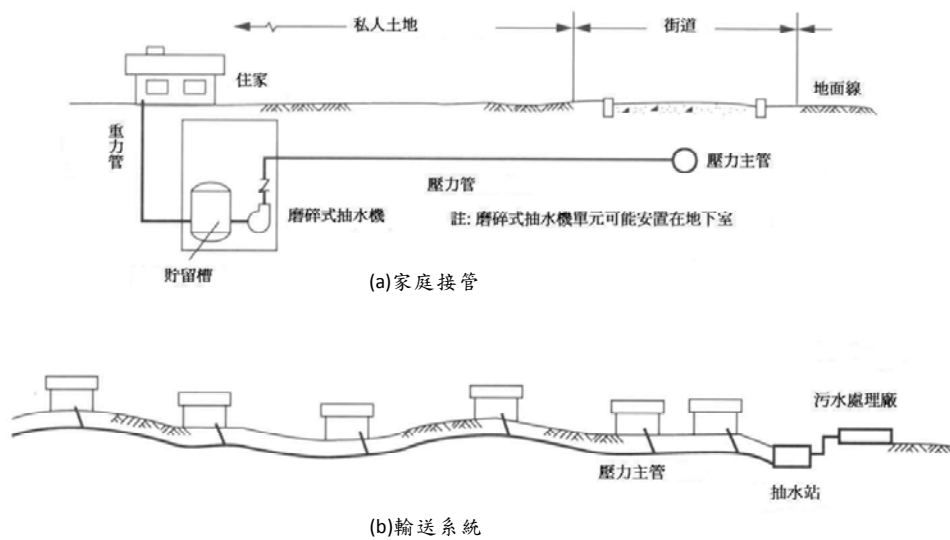 私人土地
街道
住家
地面線
重力管
壓力主管
壓力管
磨碎式抽水機
註: 磨碎式抽水機單元可能安置在地下室
貯留槽
(a)家庭接管
污水處理廠
壓力主管
抽水站
(b)輸送系統